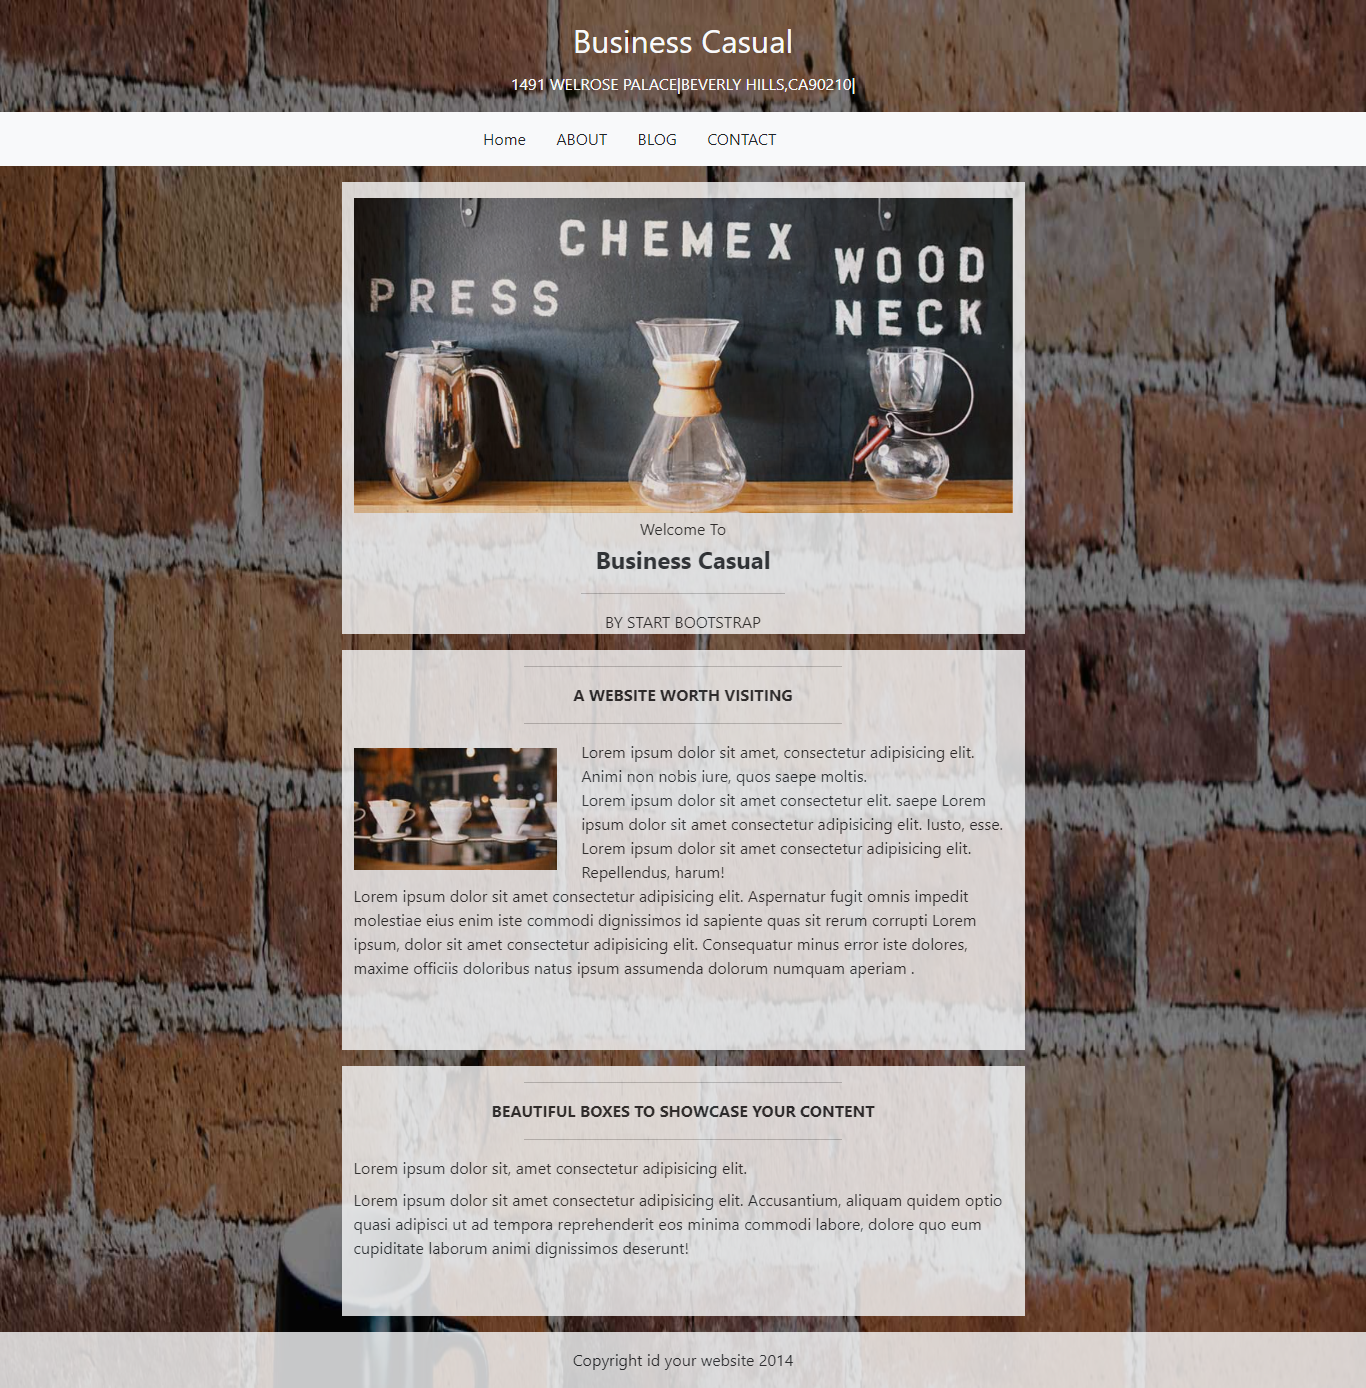 Business Casual
1491 WELROSE PALACE|BEVERLY HILLS,CA90210|
Home ABOUT BLOG CONTACT
CHEMEX
WOOD
PRESS
NECK
Welcome To
Business Casual
BY START BOOTSTRAP
A WEBSITE WORTH VISITING
Lorem ipsum dolor sit amet, consectetur adipisicing elit.
Animi non nobis iure, quos saepe moltis.
Lorem ipsum dolor sit amet consectetur elit. saepe Lorem
ipsum dolor sit amet consectetur adipisicing elit. Iusto, esse.
Lorem ipsum dolor sit amet consectetur adipisicing elit.
Repellendus, harum!
Lorem ipsum dolor sit amet consectetur adipisicing elit. Aspernatur fugit omnis impedit
molestiae eius enim iste commodi dignissimos id sapiente quas sit rerum corrupti Lorem
ipsum, dolor sit amet consectetur adipisicing elit. Consequatur minus error iste dolores,
maxime officiis doloribus natus ipsum assumenda dolorum numquam aperiam .
BEAUTIFUL BOXES TO SHOWCASE YOUR CONTENT
Lorem ipsum dolor sit, amet consectetur adipisicing elit.
Lorem ipsum dolor sit amet consectetur adipisicing elit. Accusantium, aliquam quidem optio
quasi adipisci ut ad tempora reprehenderit eos minima commodi labore, dolore quo eum
cupiditate laborum animi dignissimos deserunt!
Copyright id your website 2014